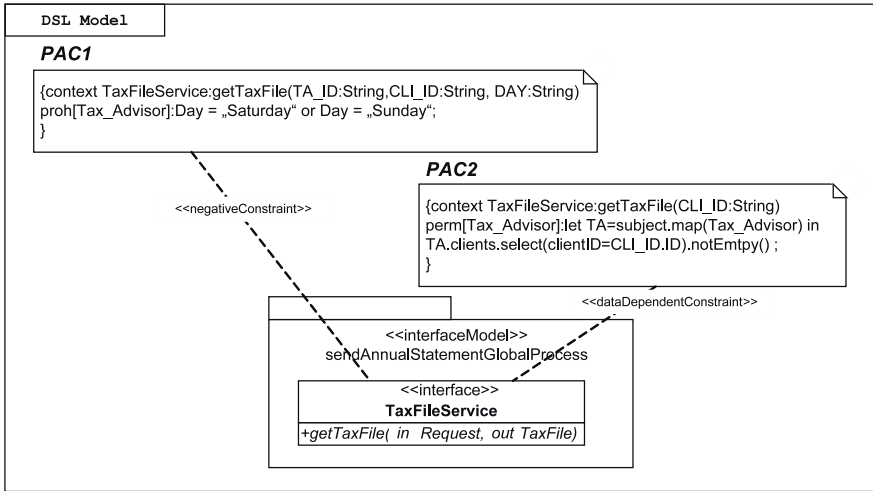 DSL Model
PAC1
{context TaxFileService:getTaxFile(TA_ID:String,CLI_ID:String, DAY:String)
proh[Tax_Advisor]:Day = „Saturday“ or Day = „Sunday“;
}
PAC2
{context TaxFileService:getTaxFile(CLI_ID:String)
perm[Tax_Advisor]:let TA=subject.map(Tax_Advisor) in
TA.clients.select(clientID=CLI_ID.ID).notEmtpy() ;
}
<<negativeConstraint>>
<<dataDependentConstraint>>
<<interfaceModel>>
sendAnnualStatementGlobalProcess
<<interface>>
TaxFileService
+getTaxFile( in Request, out TaxFile)